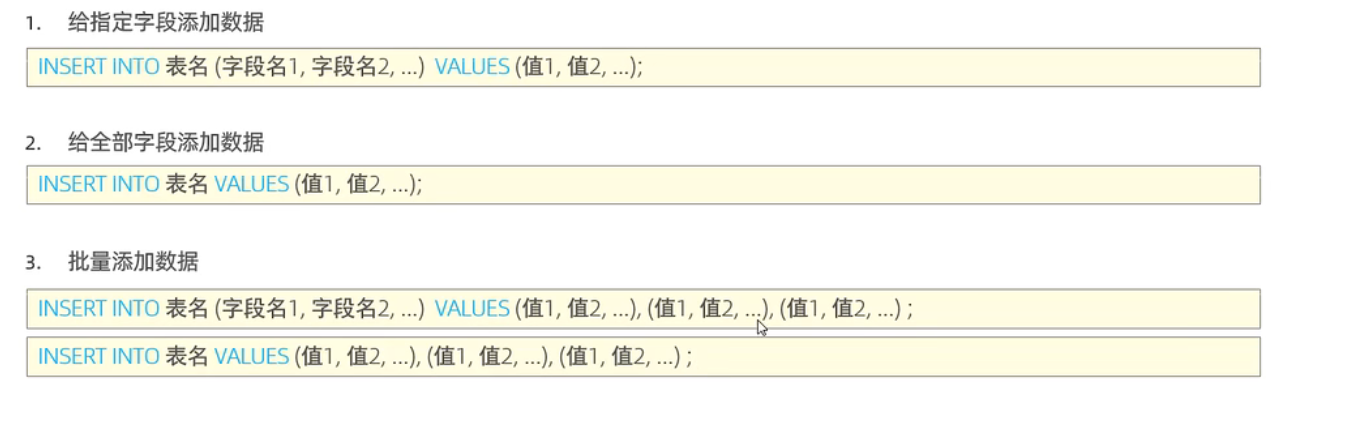 1. 给指定字段添加数据
INSERT INTO 表名 (字段名1, 字段名2, ...) VALUES (值1, 值2, ...);
2. 给全部字段添加数据
INSERT INTO 表名 VALUES (值1, 值2, ...);
3. 批量添加数据
INSERT INTO 表名 (字段名1, 字段名2, ...) VALUES (值1, 值2, ...), (值1, 值2, ...), (值1, 值2, ...) ;
INSERT INTO 表名 VALUES (值1, 值2, ...), (值1, 值2, ...), (值1, 值2, ...) ;